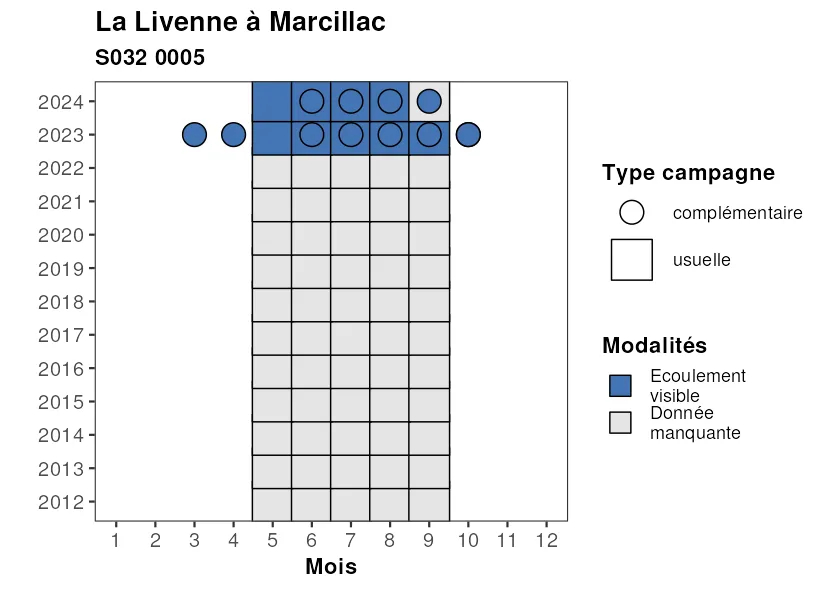 La Livenne à Marcillac
S032 0005
2024
2023
2022
2021
2020
2019
2018
2017
2016
2015
2014
2013
2012
1 2 3 4 5 6 7 8 9 10 11 12
Mois
Type campagne
complémentaire
usuelle
Modalités
Ecoulement
visible
Donnée
manquante